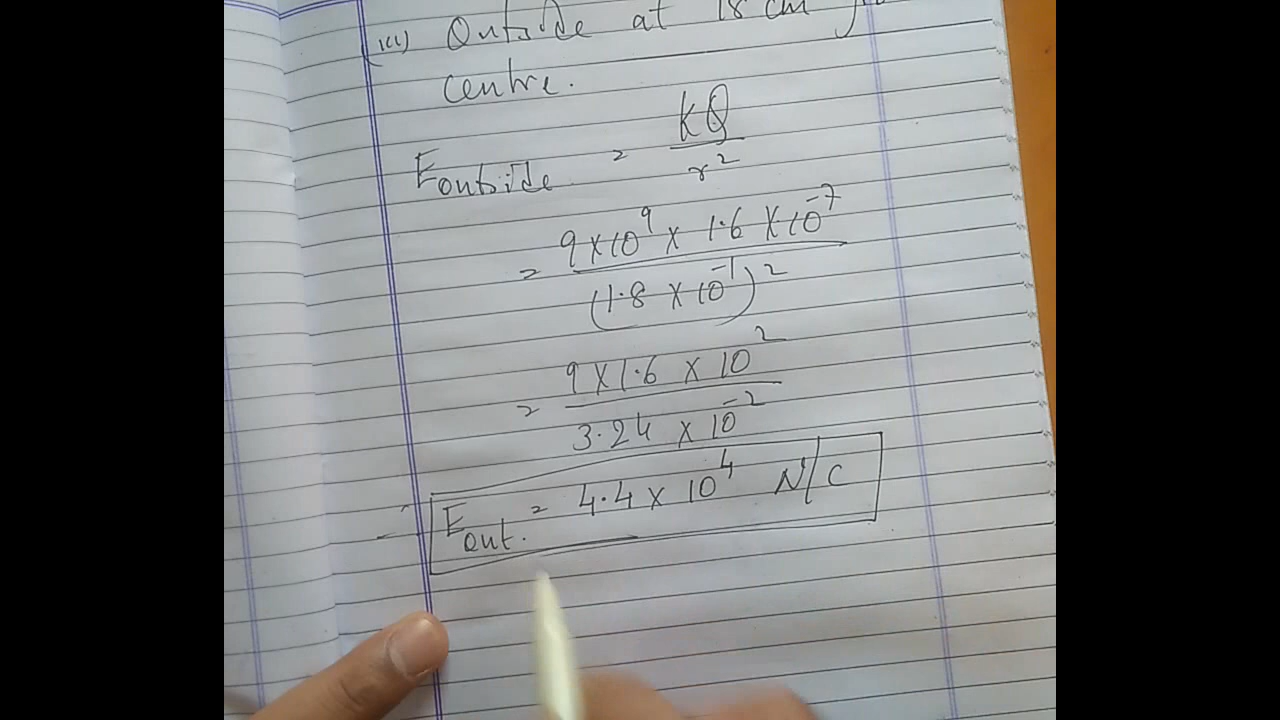 (iii) Outside at 18 cm
centre.
E outside = kQ / r²
= 9 × 10⁹ × 1.6 × 10⁻⁷ / (1.8 × 10⁻¹)²
= 9 × 1.6 × 10² / 3.24 × 10⁻²
E out. = 4.4 × 10⁴ N/C